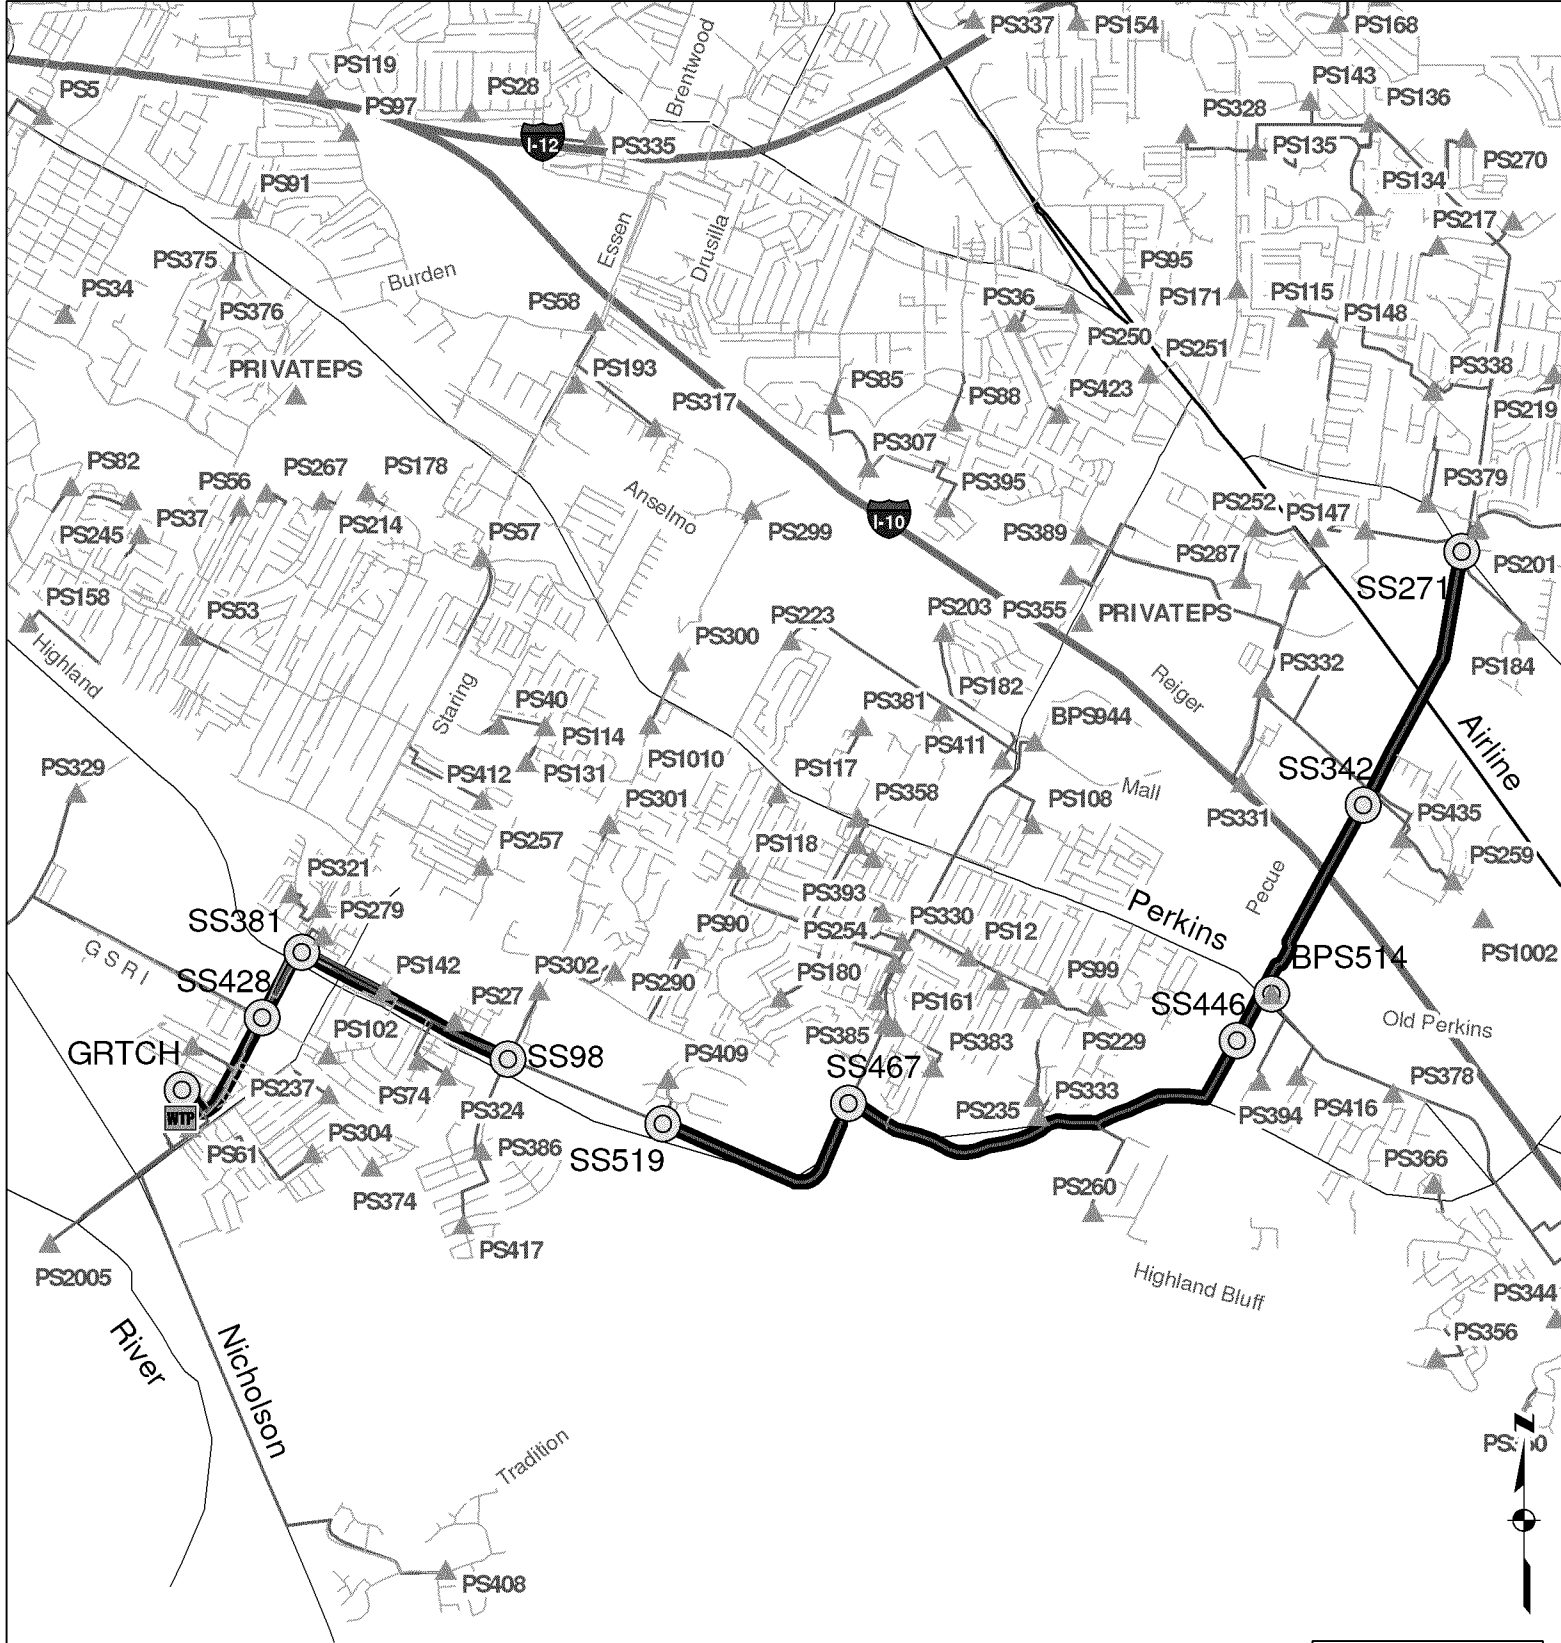 PS337
PS154
PS168
PS119
PS5
PS97
PS28
Brentwood
PS143
PS136
PS328
I-12
PS335
PS135
PS270
PS91
PS134
PS217
Essen
Drusilla
PS375
Burden
PS95
PS34
PS376
PS58
PS36
PS171
PS115
PS148
PS250
PS251
PRIVATEPS
PS193
PS317
PS85
PS88
PS423
PS338
PS219
PS307
PS82
PS56
PS267
PS178
PS395
PS379
PS37
PS214
Anselmo
I-10
PS252
PS147
PS245
PS57
PS299
PS389
PS287
PS201
SS271
PS158
PS53
PS223
PS203
PS355
PRIVATEPS
Highland
PS300
PS332
PS184
Staring
PS182
Reiger
PS40
PS381
BPS944
PS114
PS411
Airline
PS329
PS412
PS131
PS1010
PS117
SS342
PS301
PS358
PS108
Mall
PS331
PS435
PS257
PS118
PS259
PS321
PS393
Pecue
SS381
PS279
PS90
PS330
PS12
Perkins
PS254
PS1002
GSRI
SS428
PS142
PS302
PS290
PS180
PS99
BPS514
PS27
PS161
SS446
PS102
PS385
PS383
PS229
Old Perkins
GRTCH
SS98
PS409
SS467
PS237
PS74
PS333
PS378
WTP
PS324
PS235
PS394
PS416
PS61
PS304
PS386
SS519
PS366
PS374
PS260
PS417
PS2005
Highland Bluff
PS344
River
Nicholson
PS356
Tradition
PS408